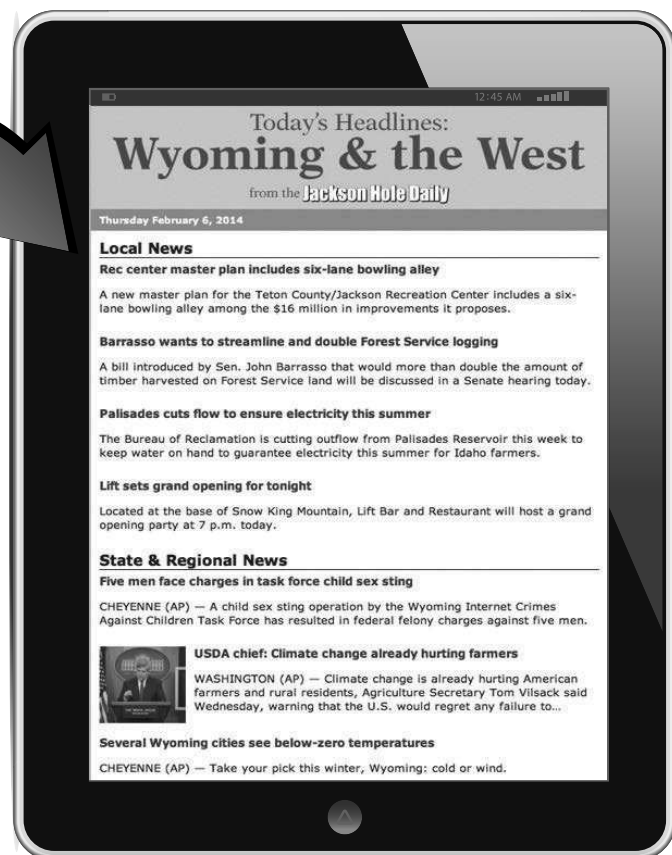 12:45 AM
Today's Headlines:
Wyoming & the West
from the Jackson Hole Daily
Thursday February 6, 2014
Local News
Rec center master plan includes six-lane bowling alley
A new master plan for the Teton County/Jackson Recreation Center includes a six-
lane bowling alley among the $16 million in improvements it proposes.
Barrasso wants to streamline and double Forest Service logging
A bill introduced by Sen. John Barrasso that would more than double the amount of
timber harvested on Forest Service land will be discussed in a Senate hearing today.
Palisades cuts flow to ensure electricity this summer
The Bureau of Reclamation is cutting outflow from Palisades Reservoir this week to
keep water on hand to guarantee electricity this summer for Idaho farmers.
Lift sets grand opening for tonight
Located at the base of Snow King Mountain, Lift Bar and Restaurant will host a grand
opening party at 7 p.m. today.
State & Regional News
Five men face charges in task force child sex sting
CHEYENNE (AP) — A child sex sting operation by the Wyoming Internet Crimes
Against Children Task Force has resulted in federal felony charges against five men.
USDA chief: Climate change already hurting farmers
WASHINGTON (AP) — Climate change is already hurting American
farmers and rural residents, Agriculture Secretary Tom Vilsack said
Wednesday, warning that the U.S. would regret any failure to...
Several Wyoming cities see below-zero temperatures
CHEYENNE (AP) — Take your pick this winter, Wyoming: cold or wind.